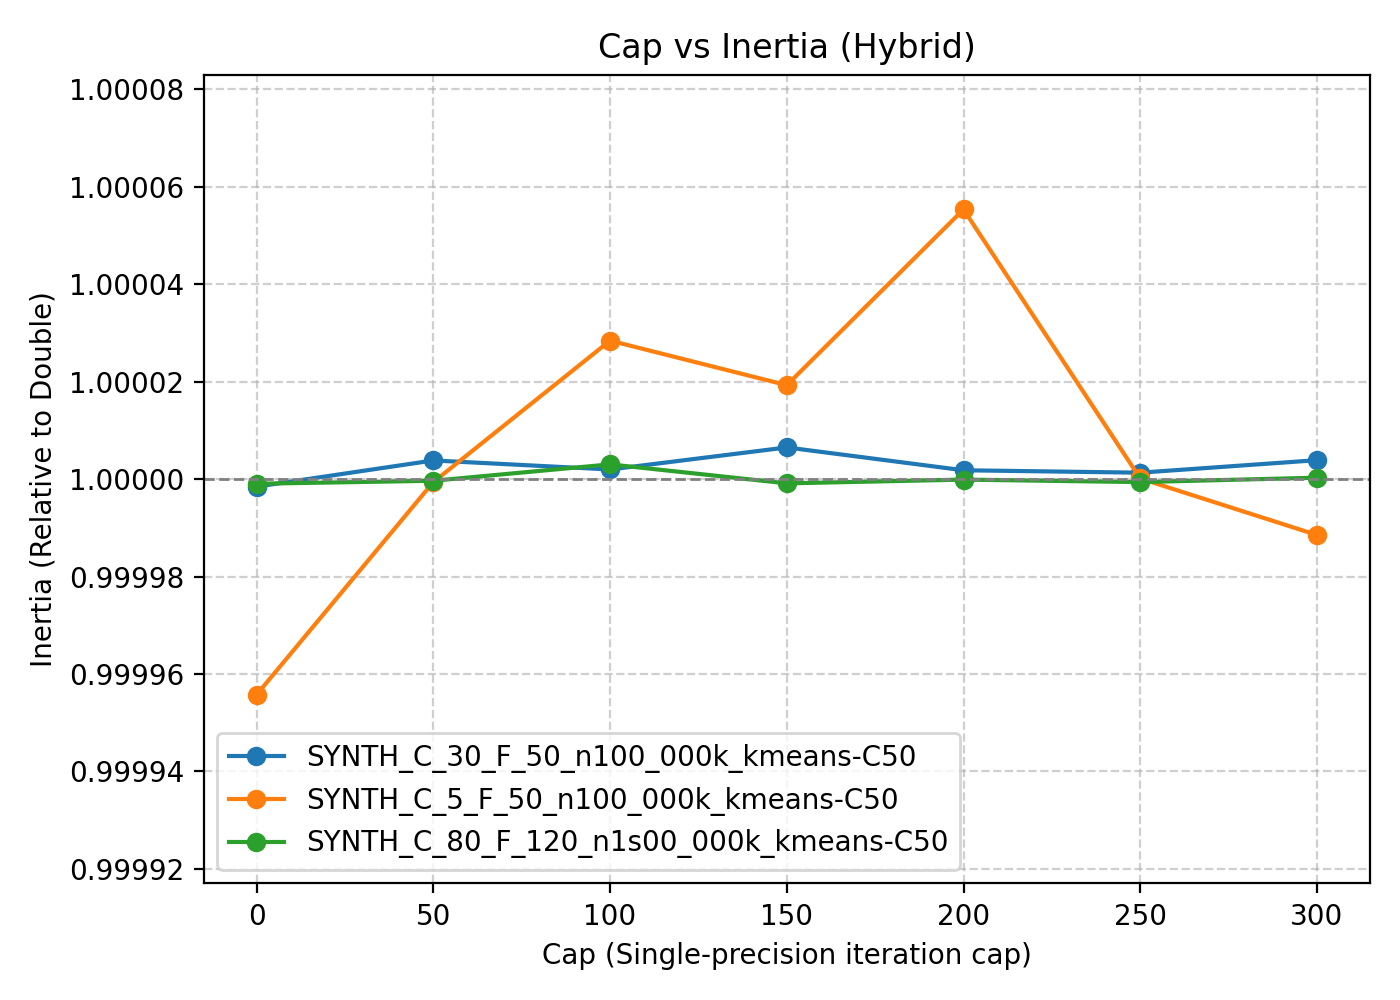 Cap vs Inertia (Hybrid)
1.00008
1.00006
1.00004
1.00002
1.00000
0.99998
0.99996
0.99994
0.99992
Inertia (Relative to Double)
SYNTH_C_30_F_50_n100_000k_kmeans-C50
SYNTH_C_5_F_50_n100_000k_kmeans-C50
SYNTH_C_80_F_120_n1s00_000k_kmeans-C50
0 50 100 150 200 250 300
Cap (Single-precision iteration cap)